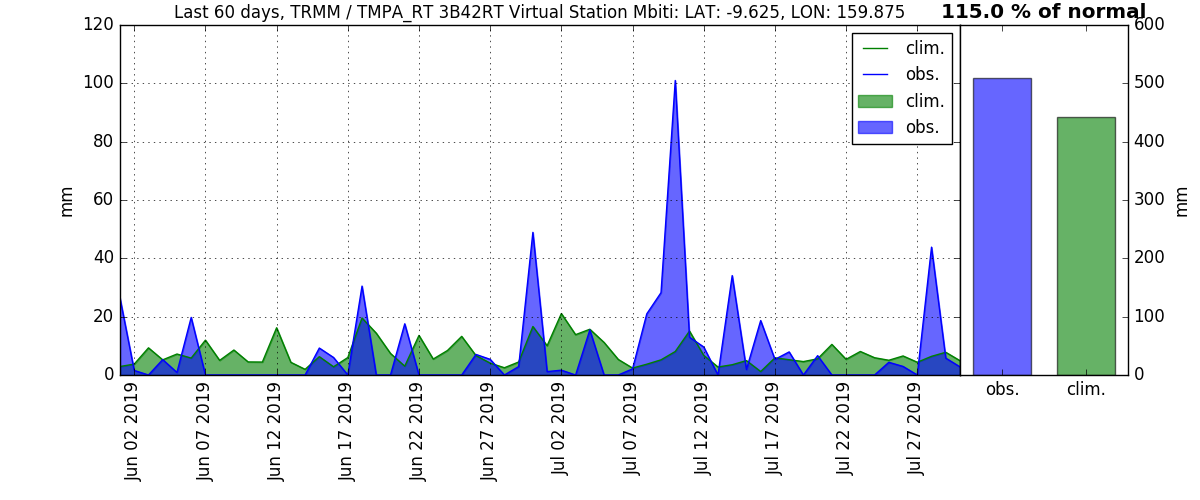 Last 60 days, TRMM / TMPA_RT 3B42RT Virtual Station Mbiti: LAT: -9.625, LON: 159.875
115.0 % of normal
120
100
80
60
40
20
0
mm
clim.
obs.
clim.
obs.
600
500
400
300
200
100
0
mm
Jun 02 2019
Jun 07 2019
Jun 12 2019
Jun 17 2019
Jun 22 2019
Jun 27 2019
Jul 02 2019
Jul 07 2019
Jul 12 2019
Jul 17 2019
Jul 22 2019
Jul 27 2019
obs.
clim.